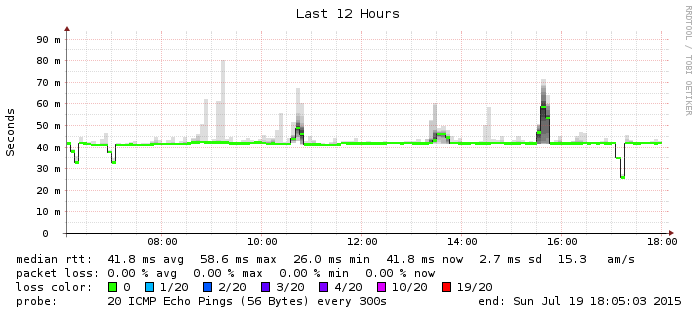 Last 12 Hours
RRDTOOL / TOBI OETIKER
Seconds
90 m
80 m
70 m
60 m
50 m
40 m
30 m
20 m
10 m
0
08:00 10:00 12:00 14:00 16:00 18:00
median rtt: 41.8 ms avg 58.6 ms max 26.0 ms min 41.8 ms now 2.7 ms sd 15.3 am/s
packet loss: 0.00 % avg 0.00 % max 0.00 % min 0.00 % now
loss color: 0 1/20 2/20 3/20 4/20 10/20 19/20
probe: 20 ICMP Echo Pings (56 Bytes) every 300s end: Sun Jul 19 18:05:03 2015